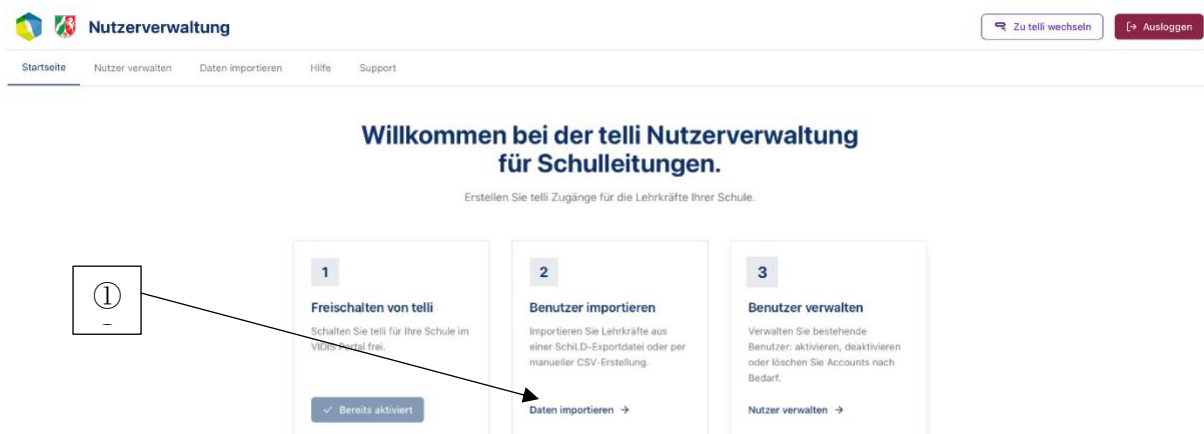 Nutzerverwaltung
Zu telli wechseln
Ausloggen
Startseite Nutzer verwalten Daten importieren Hilfe Support
Willkommen bei der telli Nutzerverwaltung
für Schulleitungen.
Erstellen Sie telli Zugänge für die Lehrkräfte Ihrer Schule.
①
1
Freischalten von telli
Schalten Sie telli für Ihre Schule im
VIDIS Portal frei.
Bereits aktiviert
2
Benutzer importieren
Importieren Sie Lehrkräfte aus
einer SchiLD-Exportdatei oder per
manueller CSV-Erstellung.
Daten importieren →
3
Benutzer verwalten
Verwalten Sie bestehende
Benutzer: aktivieren, deaktivieren
oder löschen Sie Accounts nach
Bedarf.
Nutzer verwalten →